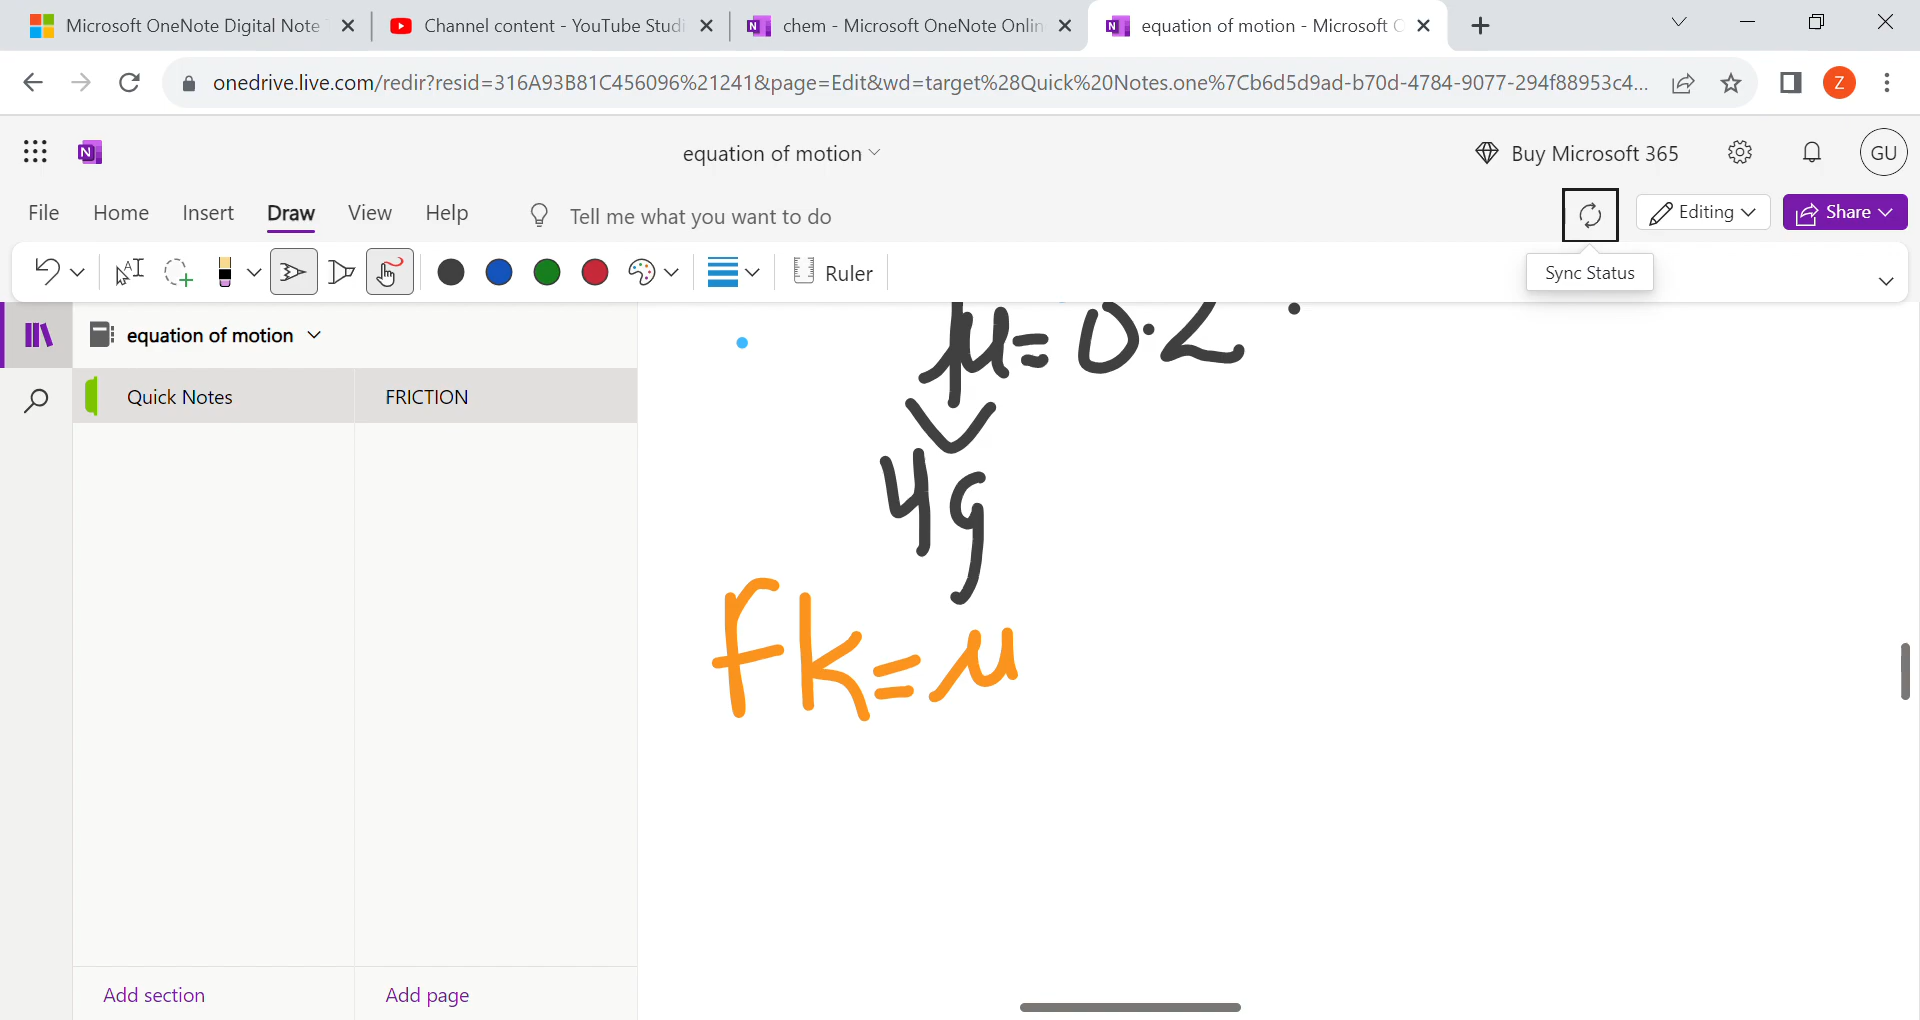 Microsoft OneNote Digital Note T
Channel content - YouTube Studi
chem - Microsoft OneNote Onlin
equation of motion - Microsoft O
onedrive.live.com/redir?resid=316A93B81C456096%21241&page=Edit&wd=target%28Quick%20Notes.one%7Cb6d5d9ad-b70d-4784-9077-294f88953c4...
Z
N
equation of motion
Buy Microsoft 365
GU
File Home Insert Draw View Help Tell me what you want to do
Editing
Share
Ruler
Sync Status
equation of motion
Quick Notes
FRICTION
μ=0.2
4g
Fk=μ
Add section
Add page